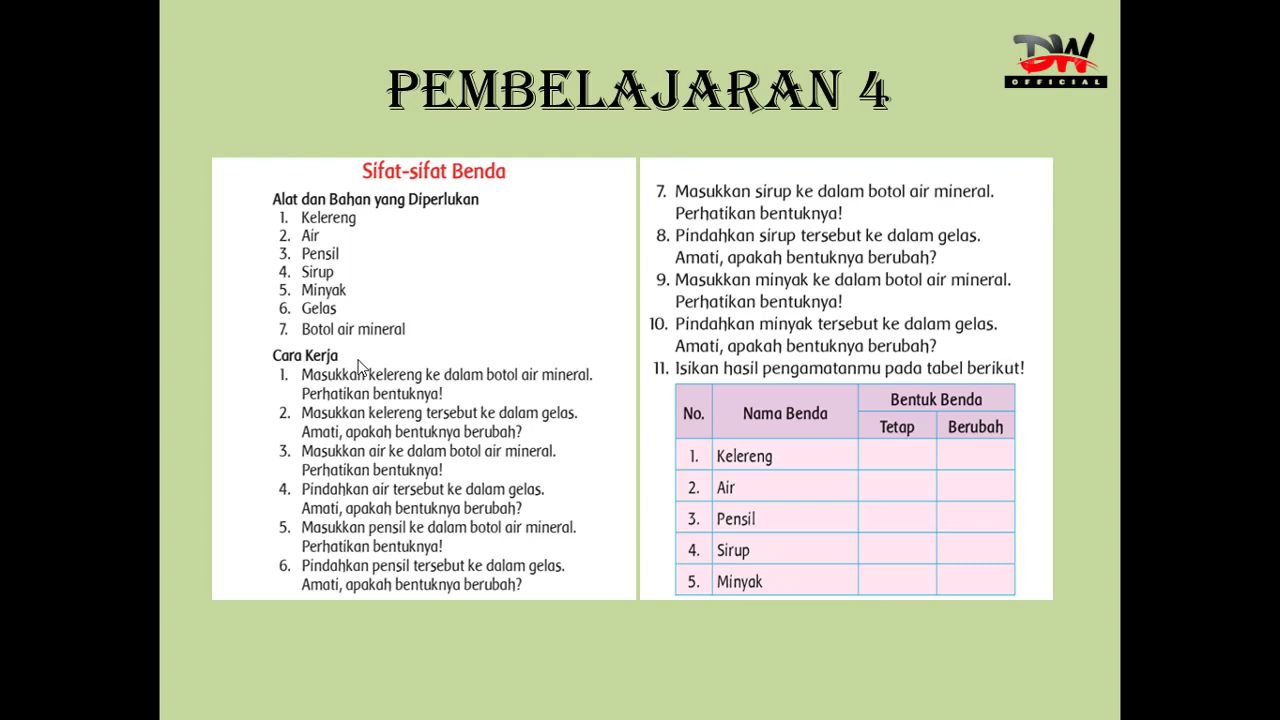 PEMBELAJARAN 4
DW
OFFICIAL
Sifat-sifat Benda
Alat dan Bahan yang Diperlukan
1. Kelereng
2. Air
3. Pensil
4. Sirup
5. Minyak
6. Gelas
7. Botol air mineral
Cara Kerja
1. Masukkan kelereng ke dalam botol air mineral.
Perhatikan bentuknya!
2. Masukkan kelereng tersebut ke dalam gelas.
Amati, apakah bentuknya berubah?
3. Masukkan air ke dalam botol air mineral.
Perhatikan bentuknya!
4. Pindahkan air tersebut ke dalam gelas.
Amati, apakah bentuknya berubah?
5. Masukkan pensil ke dalam botol air mineral.
Perhatikan bentuknya!
6. Pindahkan pensil tersebut ke dalam gelas.
Amati, apakah bentuknya berubah?
7. Masukkan sirup ke dalam botol air mineral.
Perhatikan bentuknya!
8. Pindahkan sirup tersebut ke dalam gelas.
Amati, apakah bentuknya berubah?
9. Masukkan minyak ke dalam botol air mineral.
Perhatikan bentuknya!
10. Pindahkan minyak tersebut ke dalam gelas.
Amati, apakah bentuknya berubah?
11. Isikan hasil pengamatanmu pada tabel berikut!
No. Nama Benda Bentuk Benda
Tetap Berubah
1. Kelereng
2. Air
3. Pensil
4. Sirup
5. Minyak